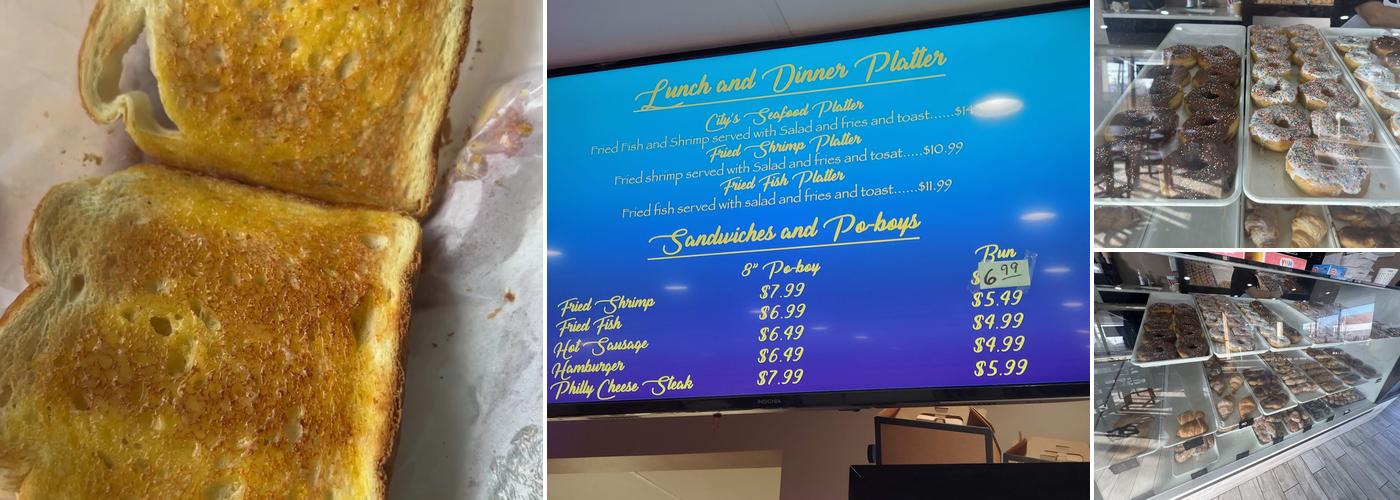 Lunch and Dinner Platter
City's Seafood Platter
Fried Fish and Shrimp served with Salad and fries and toast......$14
Fried Shrimp Platter
Fried shrimp served with Salad and fries and tosat.....$10.99
Fried Fish Platter
Fried fish served with salad and fries and toast......$11.99
Sandwiches and Po-boys
8" Po-boy Bun
Fried Shrimp $7.99 $6.99
Fried Fish $6.99 $5.49
Hot Sausage $6.49 $4.99
Hamburger $6.49 $4.99
Philly Cheese Steak $7.99 $5.99
INSIGNIA